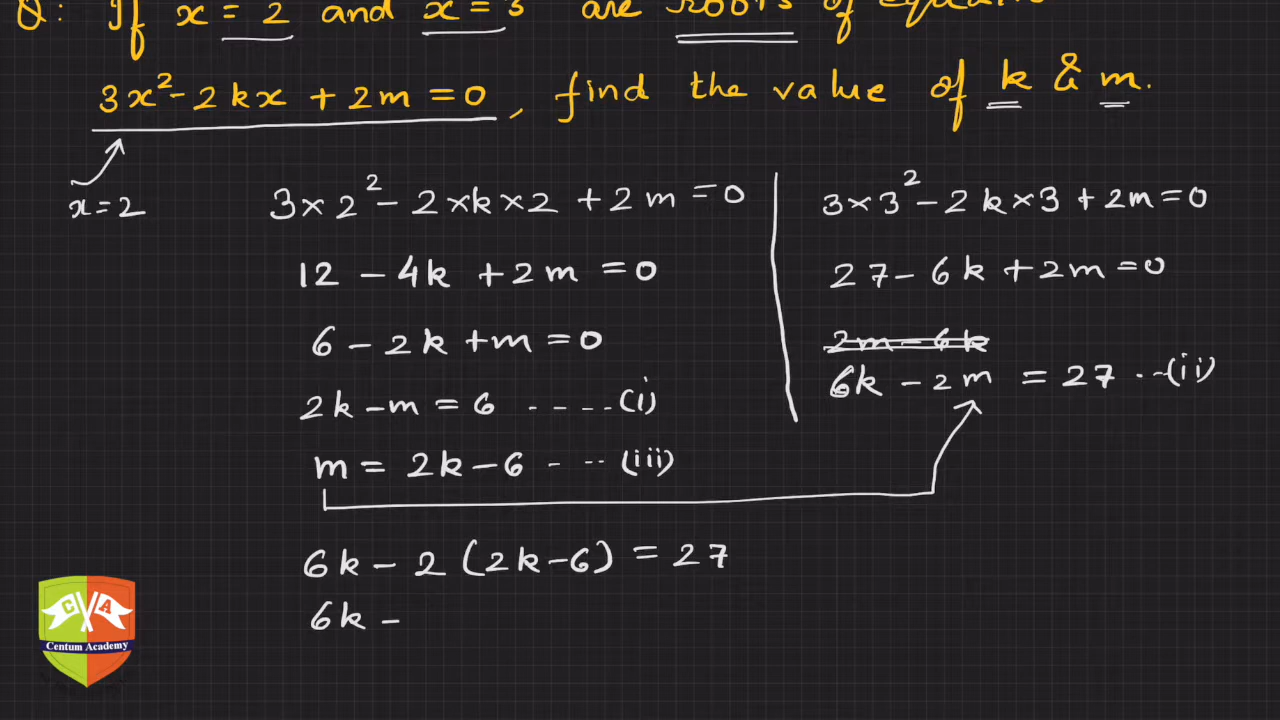 Q: If x = 2 and x = 3 are roots of
3x² - 2kx + 2m = 0, find the value of k & m.
x = 2
3 × 2² - 2 × k × 2 + 2m = 0
12 - 4k + 2m = 0
6 - 2k + m = 0
2k - m = 6 ..... (i)
m = 2k - 6 - .. (iii)
3 × 3² - 2k × 3 + 2m = 0
27 - 6k + 2m = 0
2m - 6k
6k - 2m = 27 ... (ii)
6k - 2 (2k - 6) = 27
6k -
C A
Centum Academy